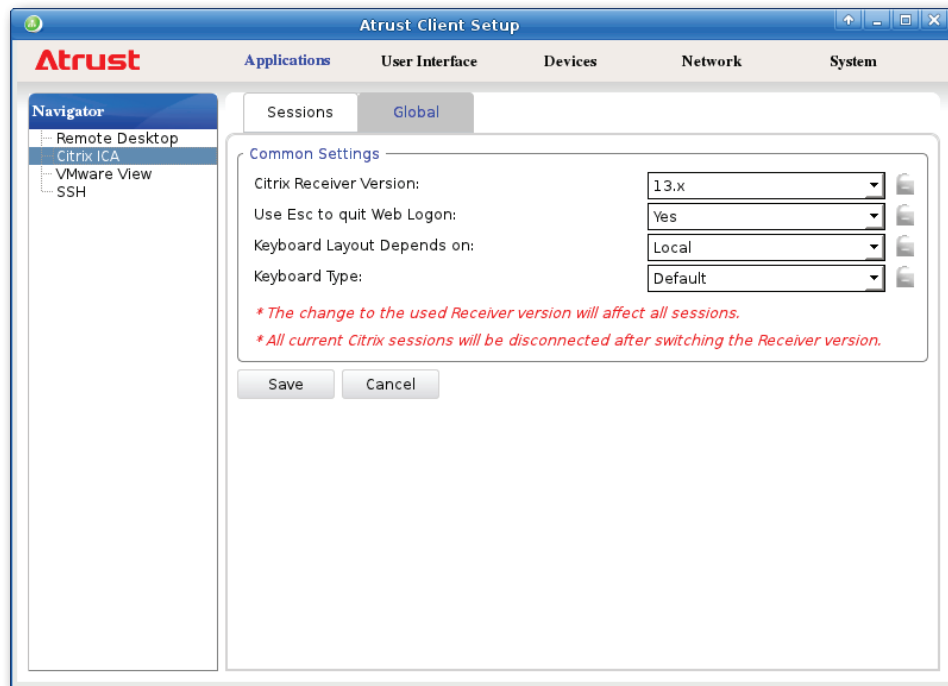 Atrust Client Setup
Atrust
Applications
User Interface
Devices
Network
System
Navigator
Remote Desktop
Citrix ICA
VMware View
SSH
Sessions
Global
Common Settings
Citrix Receiver Version:
13.x
Use Esc to quit Web Logon:
Yes
Keyboard Layout Depends on:
Local
Keyboard Type:
Default
* The change to the used Receiver version will affect all sessions.
* All current Citrix sessions will be disconnected after switching the Receiver version.
Save
Cancel